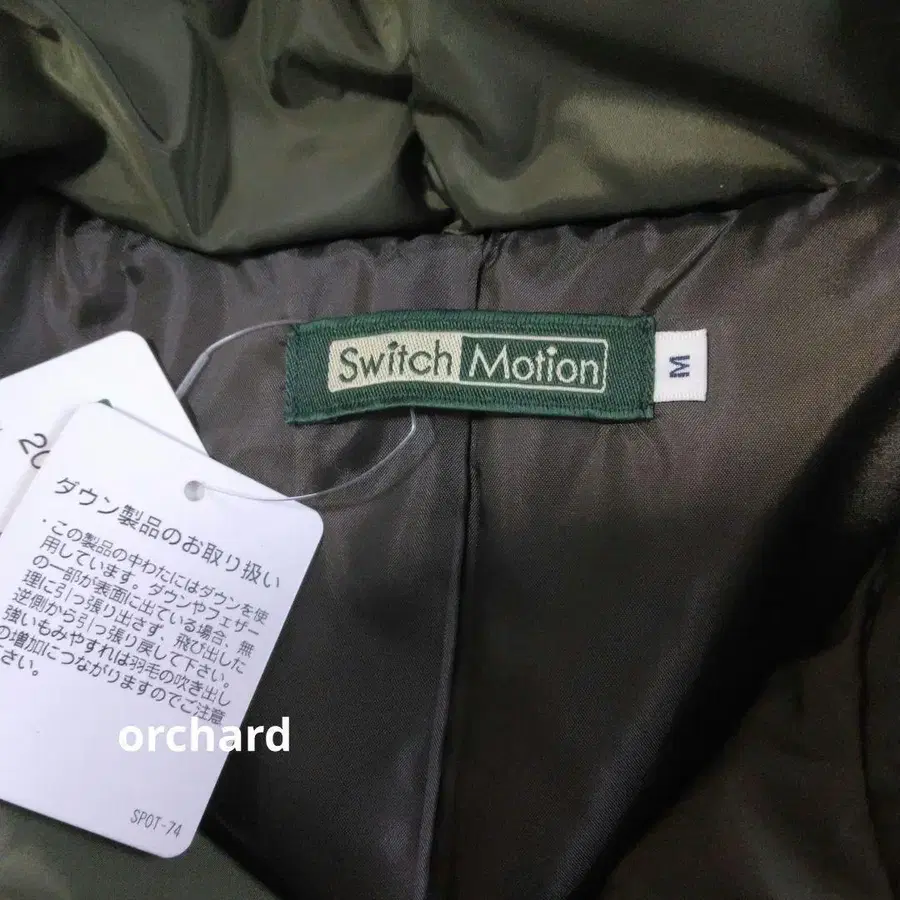 Switch Motion
M
20
ダウン製品のお取り扱い
・この製品の中わたにはダウンを使
用しています。ダウンやフェザー
の一部が表面に出ている場合、無
理に引っ張り出さず、飛び出した
逆側から引っ張り戻して下さい。
強いもみやすれは羽毛の吹き出し
の増加につながりますのでご注意
さい。
orchard
SPOT-74